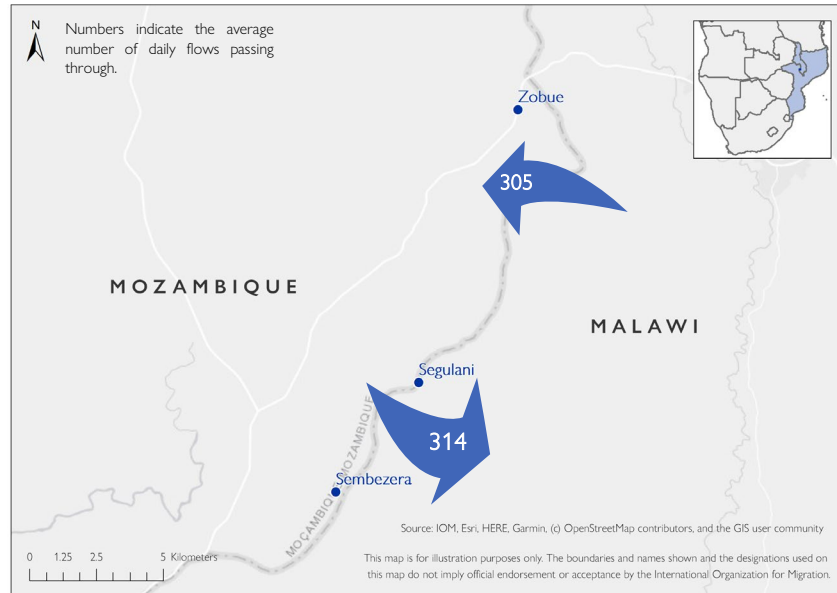 N
Numbers indicate the average
number of daily flows passing
through.
Zobue
305
MOZAMBIQUE
MALAWI
Segulani
314
MOÇAMBIQUE MOZAMBIQUE
Sembezera
Source: IOM, Esri, HERE, Garmin, (c) OpenStreetMap contributors, and the GIS user community
0 1.25 2.5 5 Kilometers
This map is for illustration purposes only. The boundaries and names shown and the designations used on
this map do not imply official endorsement or acceptance by the International Organization for Migration.